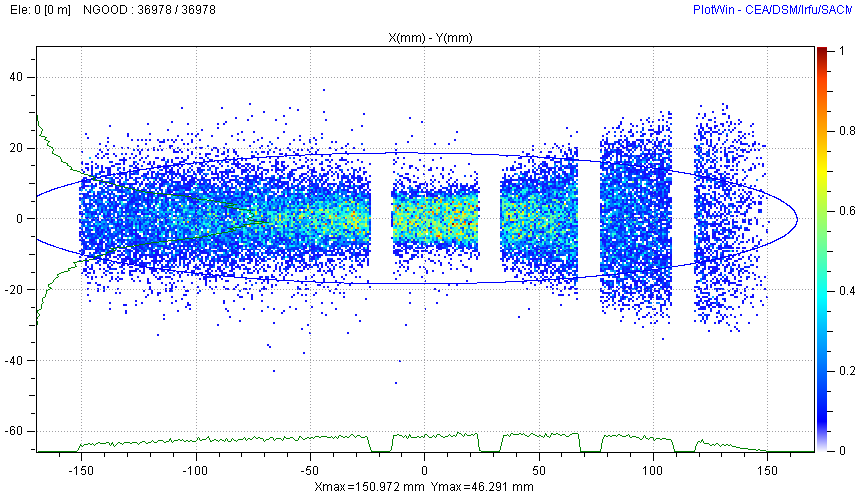 Ele: 0 [0 m] NGOOD : 36978 / 36978
PlotWin - CEA/DSM/Irfu/SACM
X(mm) - Y(mm)
40
20
0
-20
-40
-60
1
0.8
0.6
0.4
0.2
0
-150 -100 -50 0 50 100 150
Xmax=150.972 mm Ymax=46.291 mm